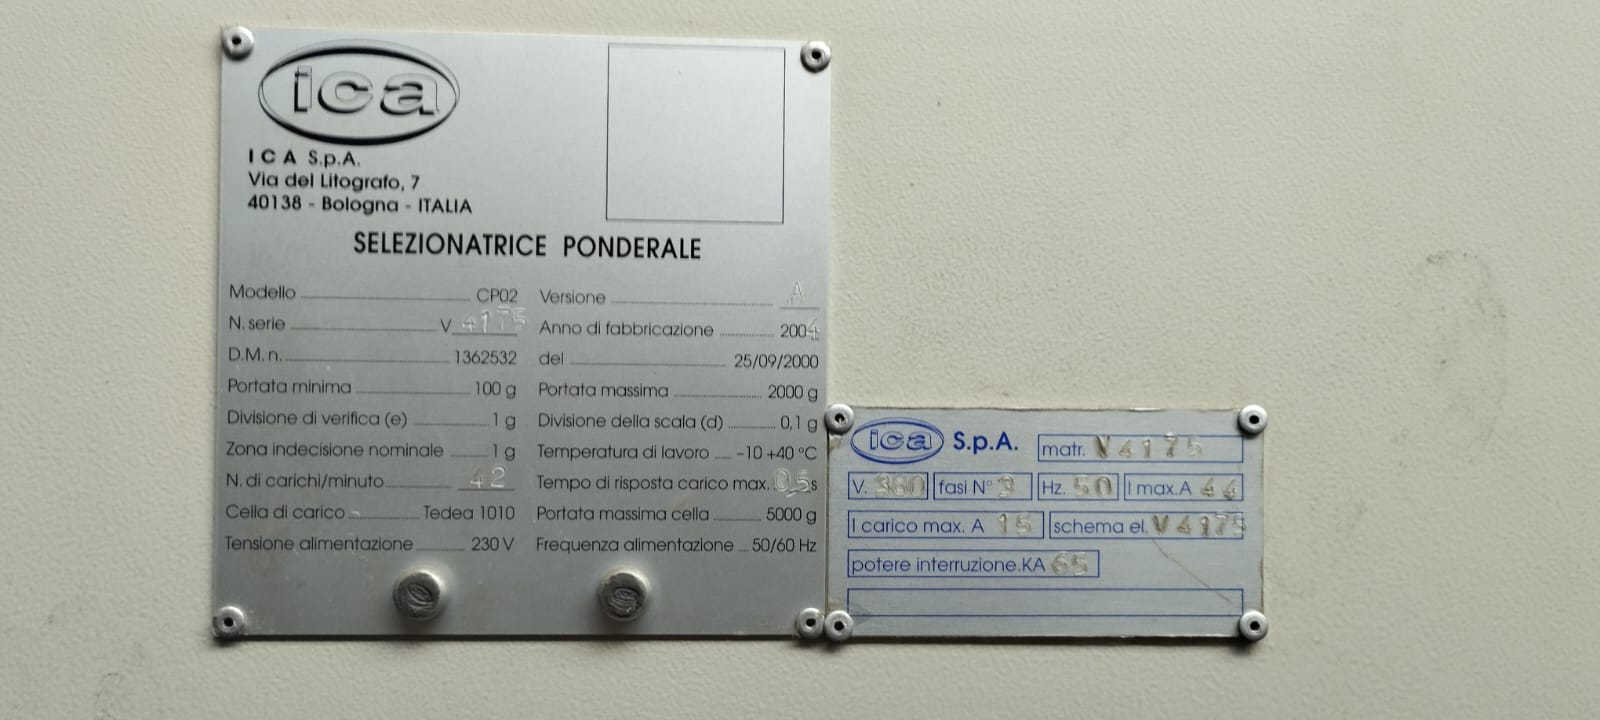 ica
I C A S.p.A.
Via del Litografo, 7
40138 - Bologna - ITALIA
SELEZIONATRICE PONDERALE
Modello CP02 Versione A
N. serie V 4175 Anno di fabbricazione 2004
D.M. n. 1362532 del 25/09/2000
Portata minima 100 g Portata massima 2000 g
Divisione di verifica (e) 1 g Divisione della scala (d) 0,1 g
Zona indecisione nominale 1 g Temperatura di lavoro -10 +40 °C
N. di carichi/minuto 42 Tempo di risposta carico max. 0,5 s
Cella di carico Tedea 1010 Portata massima cella 5000 g
Tensione alimentazione 230 V Frequenza alimentazione 50/60 Hz
ica S.p.A. matr. V4175
V. 380 fasi N° 3 Hz. 50 I max.A 44
I carico max. A 15 schema el. V4175
potere interruzione.KA 65